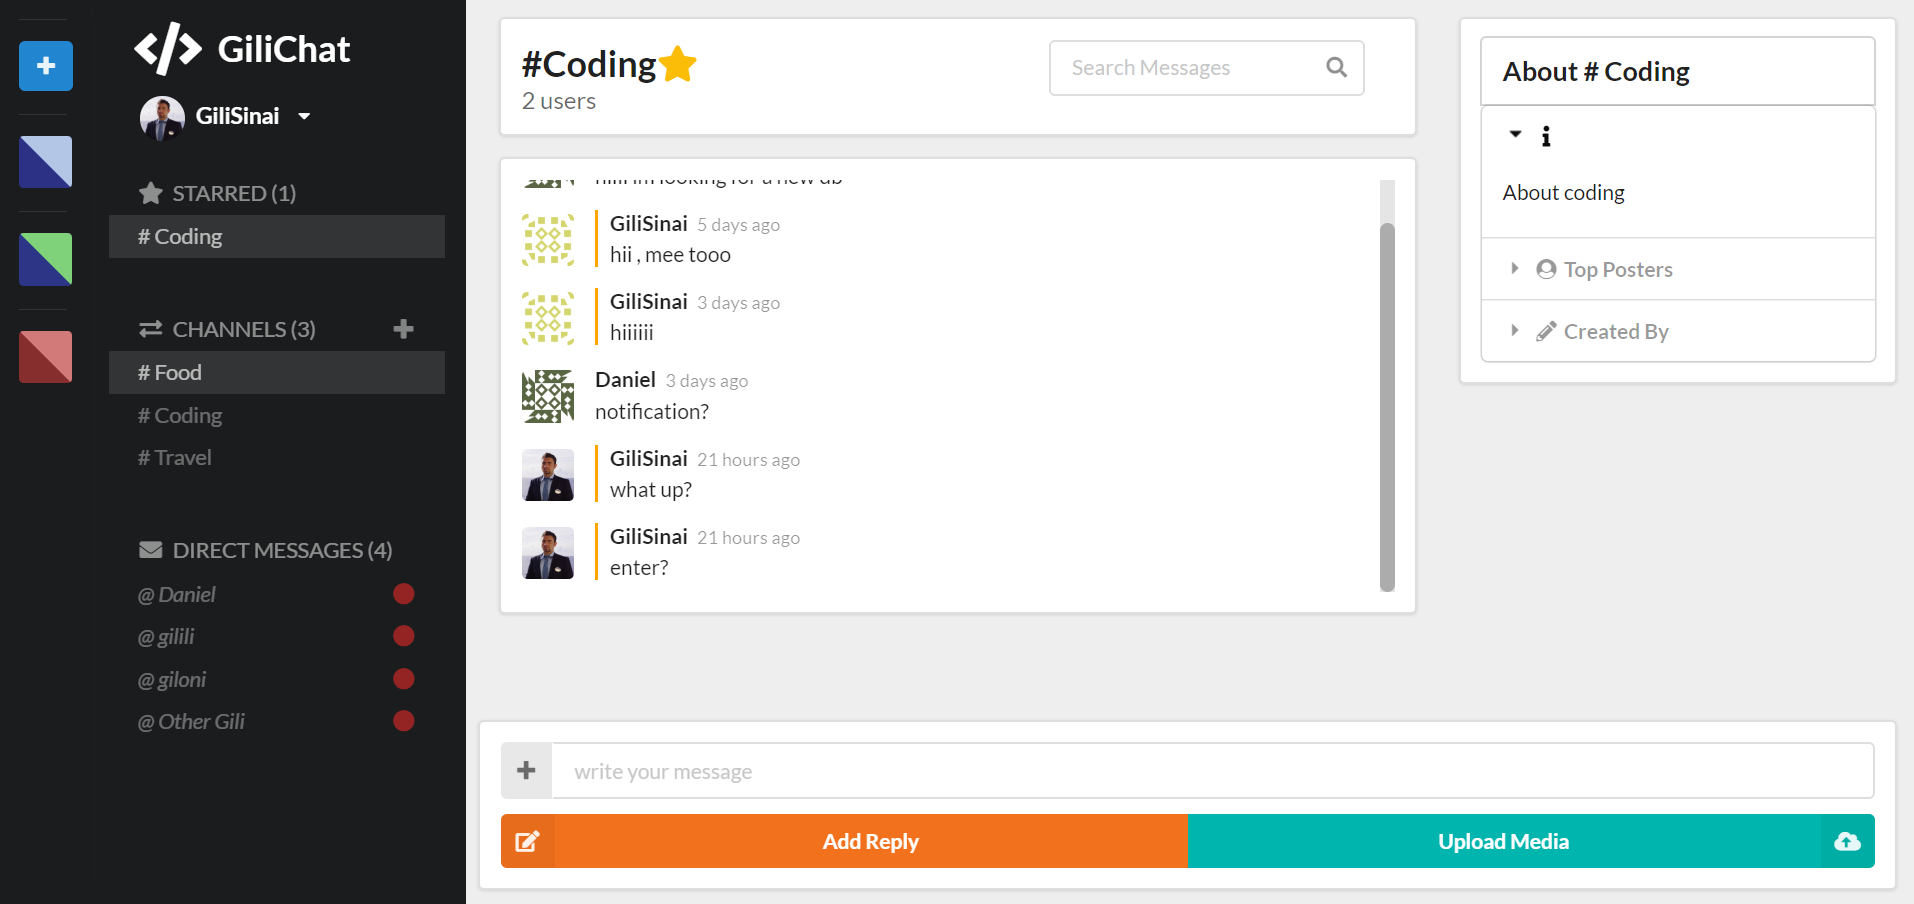 GiliChat
GiliSinai
STARRED (1)
# Coding
CHANNELS (3)
# Food
# Coding
# Travel
DIRECT MESSAGES (4)
@ Daniel
@ gilili
@ giloni
@ Other Gili
#Coding
2 users
Search Messages
looking for a new
GiliSinai 5 days ago
hii , mee tooo
GiliSinai 3 days ago
hiiiiii
Daniel 3 days ago
notification?
GiliSinai 21 hours ago
what up?
GiliSinai 21 hours ago
enter?
About # Coding
About coding
Top Posters
Created By
write your message
Add Reply
Upload Media